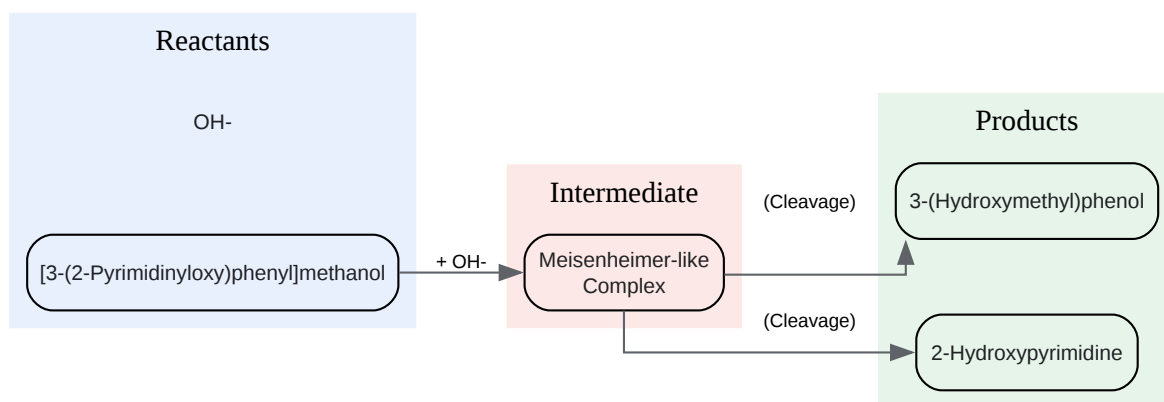 Reactants
OH-
[3-(2-Pyrimidinyloxy)phenyl]methanol
+ OH-
Intermediate
Meisenheimer-like
Complex
(Cleavage)
(Cleavage)
Products
3-(Hydroxymethyl)phenol
2-Hydroxypyrimidine